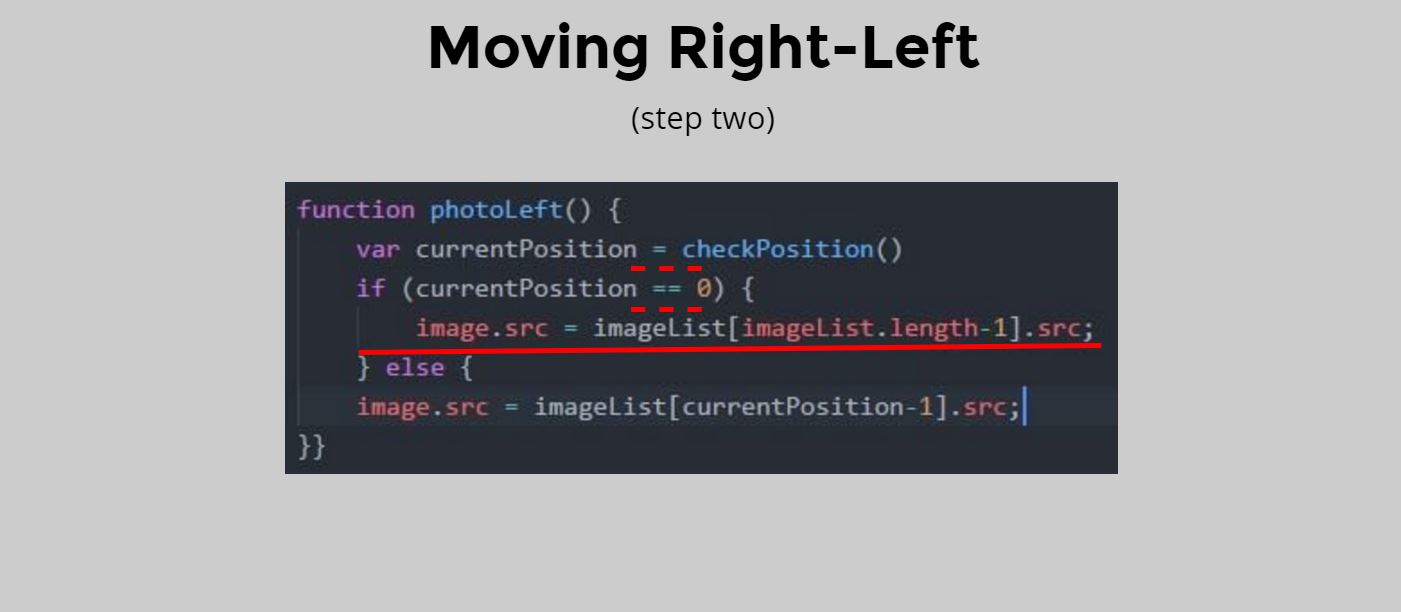 Moving Right-Left
(step two)
function photoLeft() {
    var currentPosition = checkPosition()
    if (currentPosition == 0) {
        image.src = imageList[imageList.length-1].src;
    } else {
    image.src = imageList[currentPosition-1].src;
}}